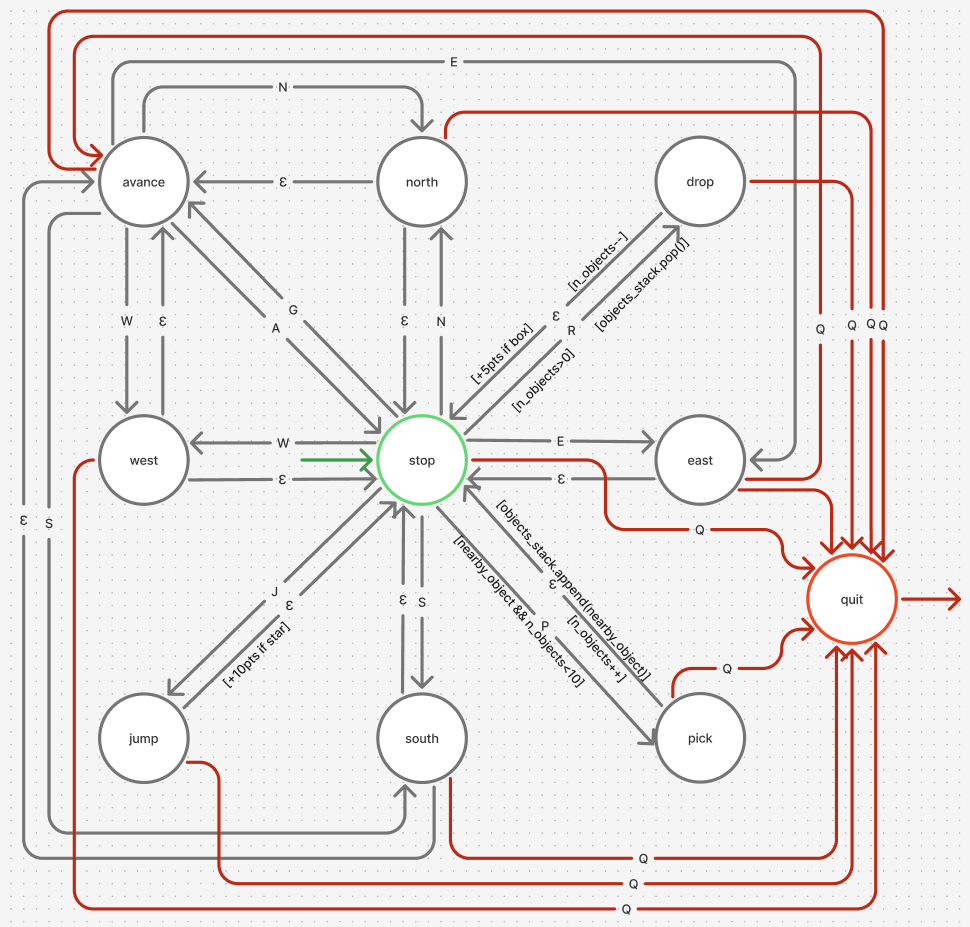 E
N
avance
Ɛ
north
drop
[n_objects--]
[objects_stack.pop()]
G
A
W
Ɛ
Ɛ
N
Ɛ
R
Q
Q
Q
Q
[+5pts if box]
[n_objects>0]
west
W
Ɛ
stop
E
Ɛ
east
Ɛ
S
Q
[objects_stack.append(nearby_object)]
Ɛ
[n_objects++]
[nearby_object && n_objects<10]
P
J
Ɛ
[+10pts if star]
Ɛ
S
quit
Q
jump
south
pick
Q
Q
Q